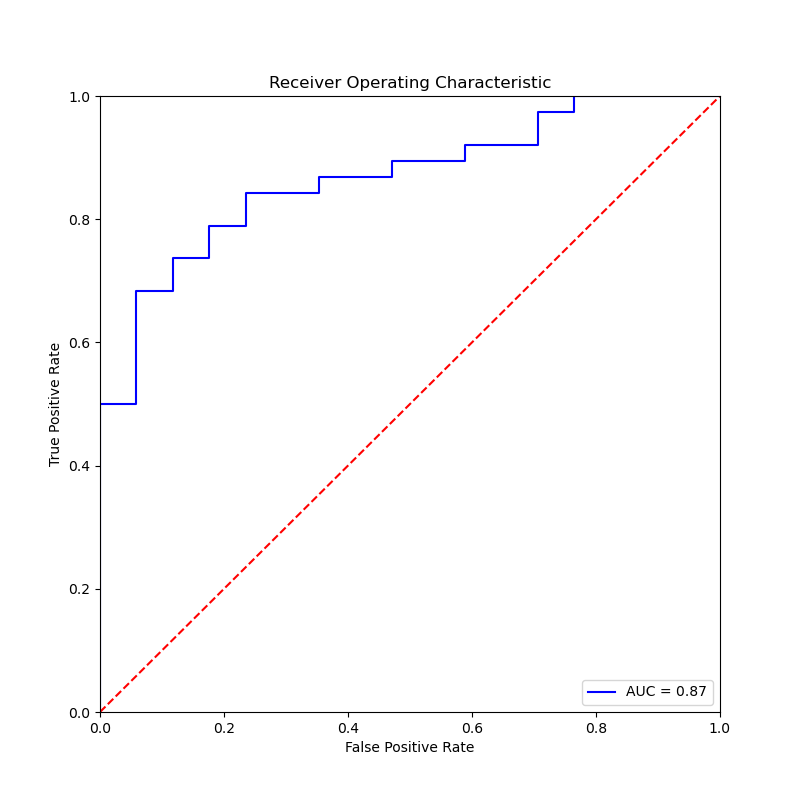 Receiver Operating Characteristic
1.0
0.8
0.6
0.4
0.2
0.0
True Positive Rate
0.0 0.2 0.4 0.6 0.8 1.0
False Positive Rate
AUC = 0.87